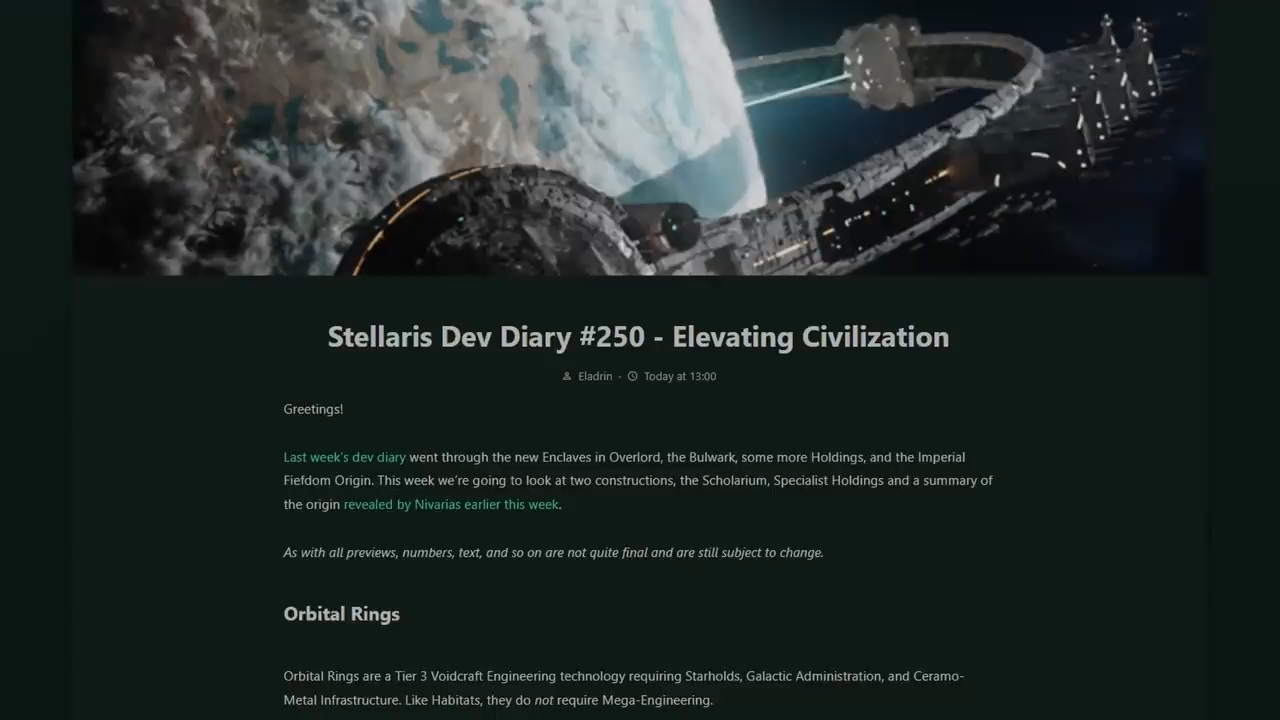 Stellaris Dev Diary #250 - Elevating Civilization
Eladrin · Today at 13:00
Greetings!
Last week's dev diary went through the new Enclaves in Overlord, the Bulwark, some more Holdings, and the Imperial
Fiefdom Origin. This week we're going to look at two constructions, the Scholarium, Specialist Holdings and a summary of
the origin revealed by Nivarias earlier this week.
As with all previews, numbers, text, and so on are not quite final and are still subject to change.
Orbital Rings
Orbital Rings are a Tier 3 Voidcraft Engineering technology requiring Starholds, Galactic Administration, and Ceramo-
Metal Infrastructure. Like Habitats, they do not require Mega-Engineering.